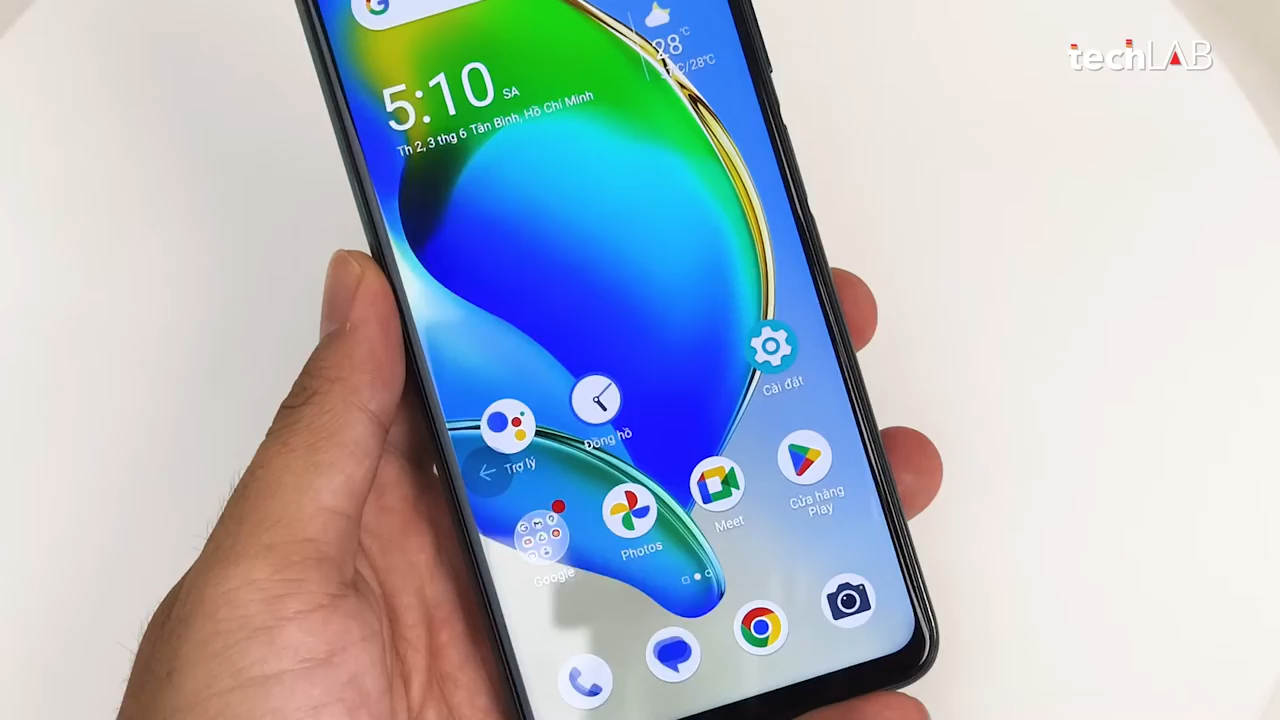 techLAB
28°C
5:10 SA
°C/28°C
Th 2, 3 thg 6 Tân Bình, Hồ Chí Minh
Cài đặt
Đồng hồ
Trợ lý
Cửa hàng
Play
Meet
Photos
Google